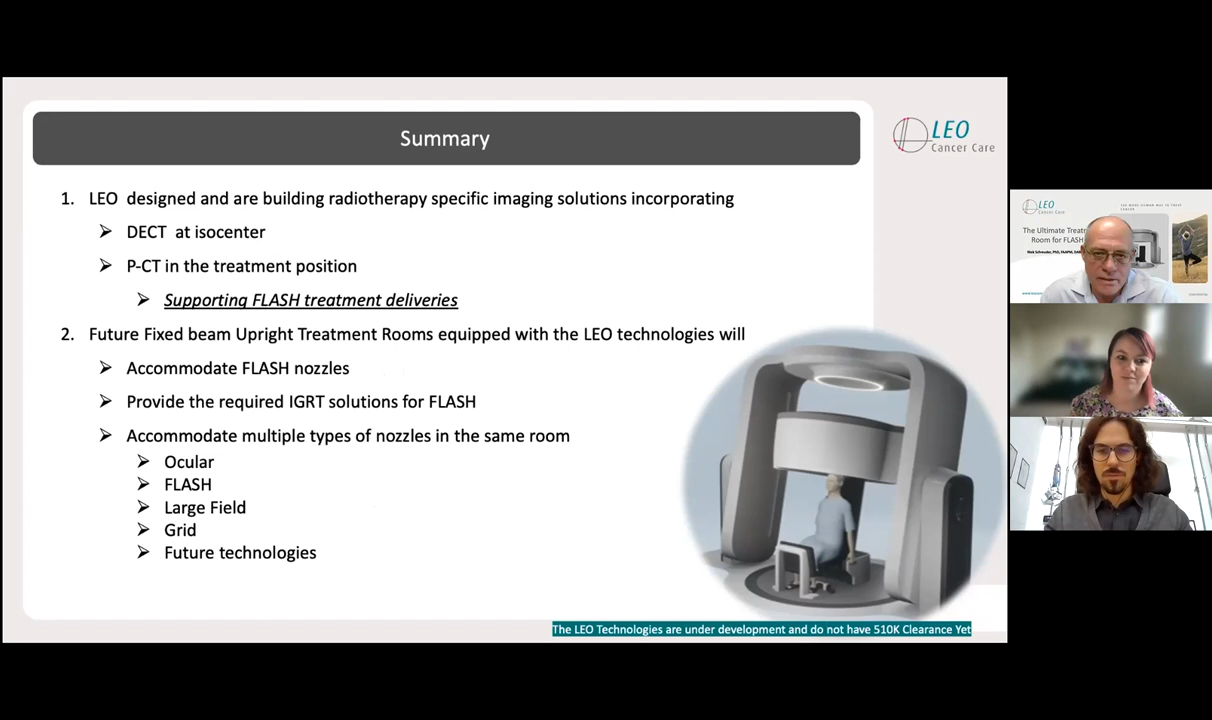 Summary
LEO
Cancer Care
1. LEO designed and are building radiotherapy specific imaging solutions incorporating
➢ DECT at isocenter
➢ P-CT in the treatment position
➢ Supporting FLASH treatment deliveries
2. Future Fixed beam Upright Treatment Rooms equipped with the LEO technologies will
➢ Accommodate FLASH nozzles
➢ Provide the required IGRT solutions for FLASH
➢ Accommodate multiple types of nozzles in the same room
➢ Ocular
➢ FLASH
➢ Large Field
➢ Grid
➢ Future technologies
The LEO Technologies are under development and do not have 510K Clearance Yet
LEO
Cancer Care
The Ultimate
Room for FLASH